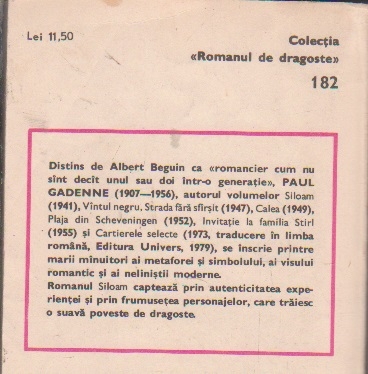 Lei 11,50
Colecția
«Romanul de dragoste»
182
Distins de Albert Beguin ca «romancier cum nu
sînt decît unul sau doi într-o generație», PAUL
GADENNE (1907—1956), autorul volumelor Siloam
(1941), Vîntul negru, Strada fără sfîrșit (1947), Calea (1949),
Plaja din Scheveningen (1952), Invitație la familia Stirl
(1955) și Cartierele selecte (1973, traducere în limba
română, Editura Univers, 1979), se înscrie printre
marii mînuitori ai metaforei și simbolului, ai visului
romantic și ai neliniștii moderne.
Romanul Siloam captează prin autenticitatea expe-
rienței și prin frumusețea personajelor, care trăiesc
o suavă poveste de dragoste.